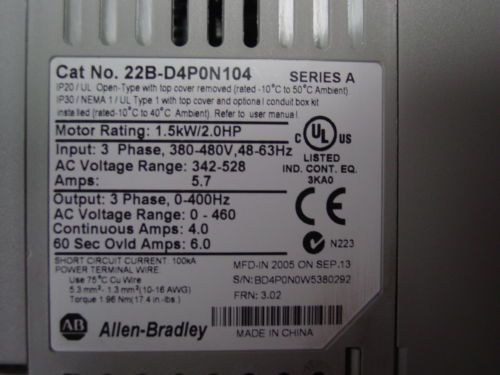 Cat No. 22B-D4P0N104 SERIES A
IP20 / UL Open-Type with top cover removed (rated -10°C to 50°C Ambient)
IP30 / NEMA 1 / UL Type 1 with top cover and optional conduit box kit
installed (rated-10°C to 40°C Ambient). Refer to user manual.
Motor Rating: 1.5kW/2.0HP
Input: 3 Phase, 380-480V,48-63Hz
AC Voltage Range: 342-528
Amps: 5.7
Output: 3 Phase, 0-400Hz
AC Voltage Range: 0 - 460
Continuous Amps: 4.0
60 Sec Ovld Amps: 6.0
C UL US
LISTED
IND. CONT. EQ.
3KA0
CE
N223
SHORT CIRCUIT CURRENT: 100kA
POWER TERMINAL WIRE:
Use 75°C Cu Wire
5.3 mm²- 1.3 mm²(10-16 AWG)
Torque 1.96 Nm(17.4 in.-lbs.)
MFD-IN 2005 ON SEP.13
S/N:BD4P0N0W5380292
FRN: 3.02
AB Allen-Bradley
MADE IN CHINA